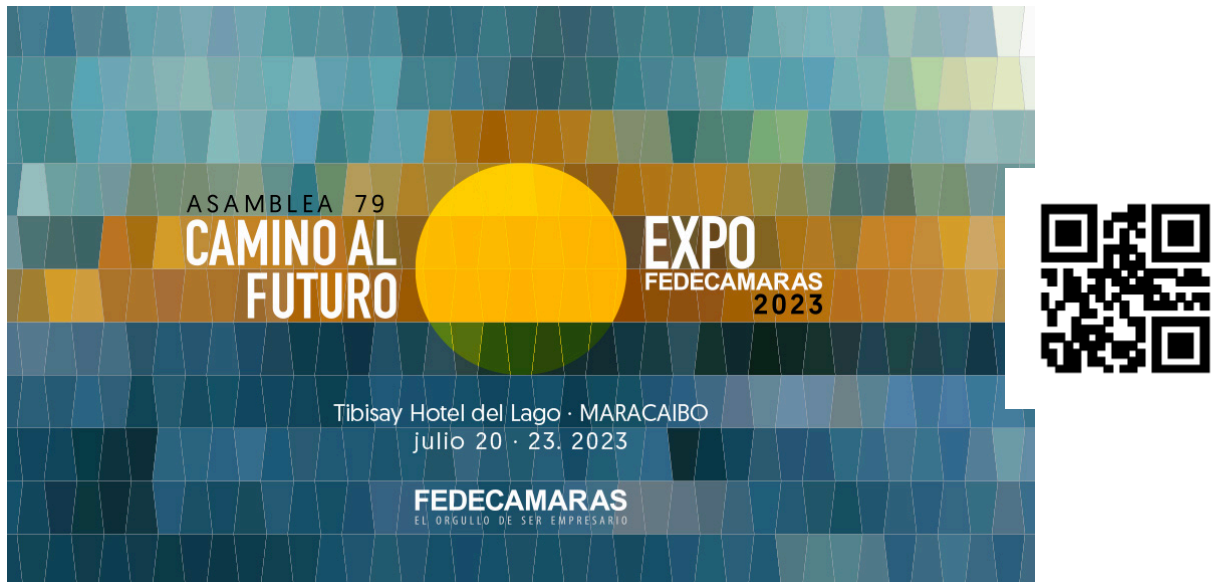 ASAMBLEA 79
CAMINO AL
FUTURO
EXPO
FEDECAMARAS
2023
Tibisay Hotel del Lago · MARACAIBO
julio 20 · 23. 2023
FEDECAMARAS
EL ORGULLO DE SER EMPRESARIO